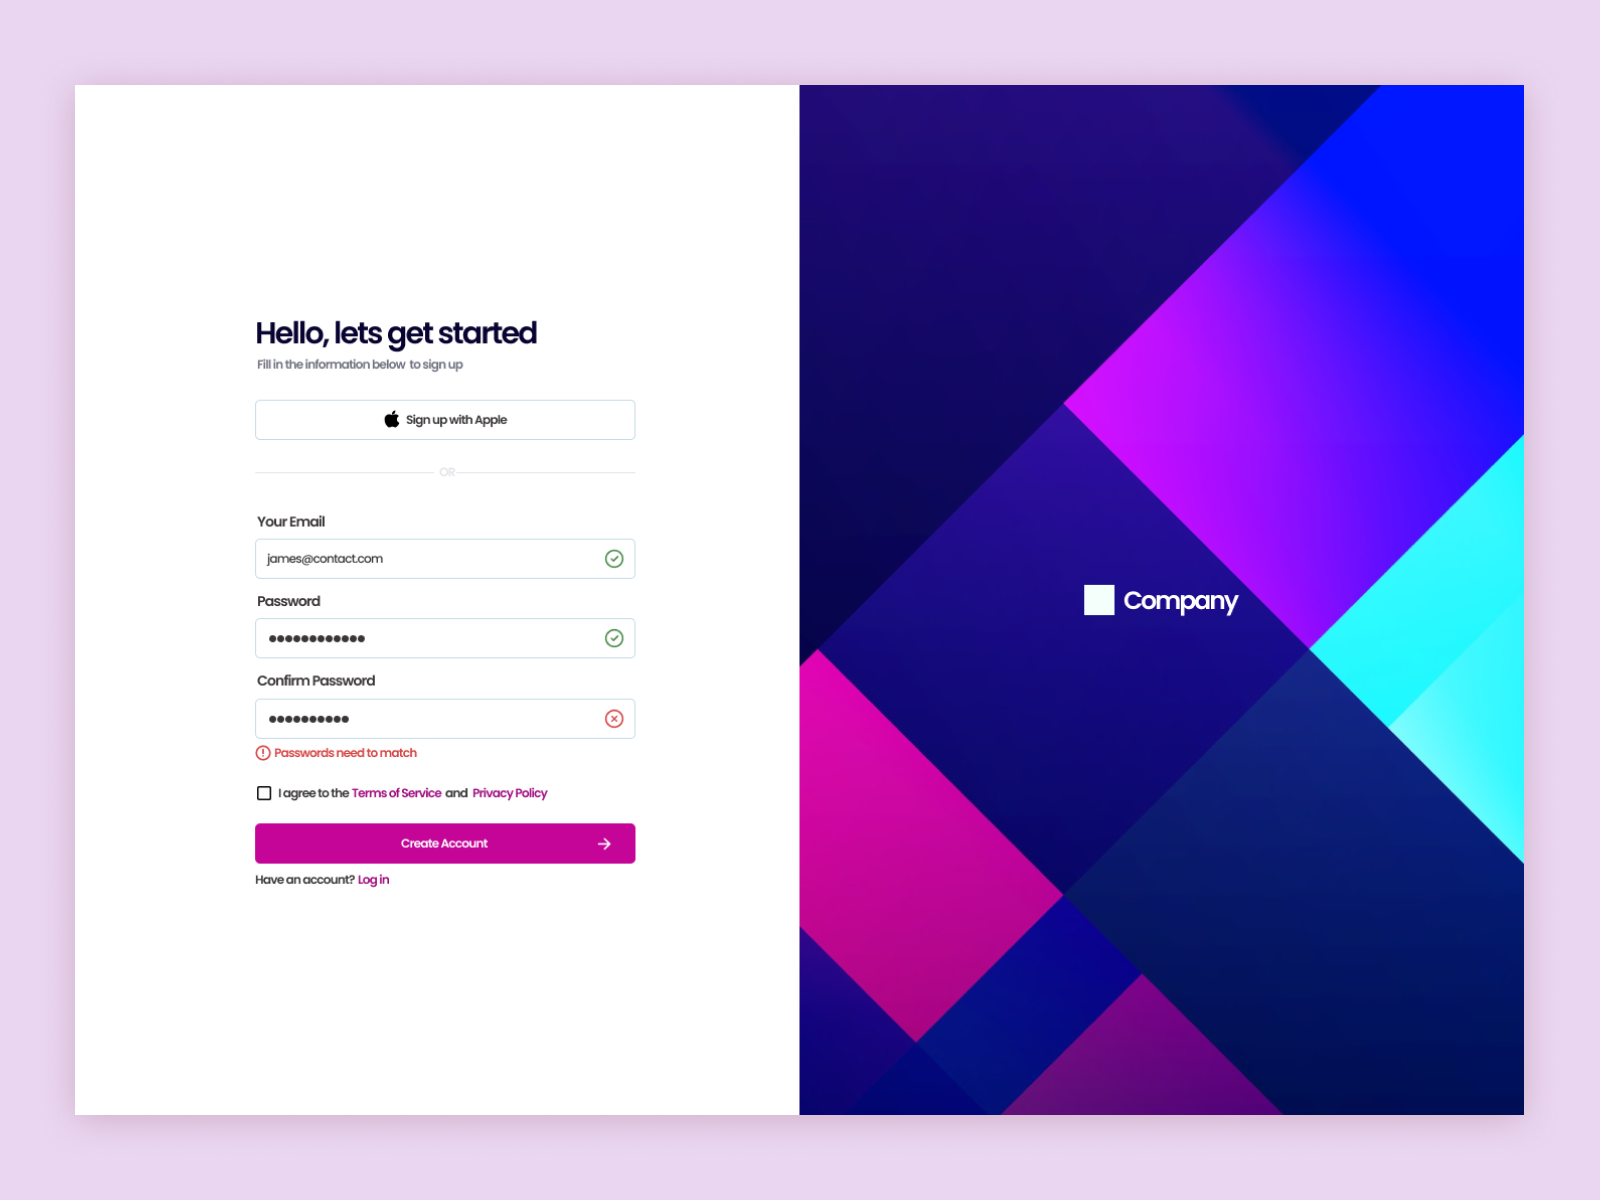 Hello, lets get started
Fill in the information below to sign up
Sign up with Apple
OR
Your Email
james@contact.com
Password
●●●●●●●●●●●●
Confirm Password
●●●●●●●●●●
Passwords need to match
I agree to the Terms of Service and Privacy Policy
Create Account
Have an account? Log in
Company